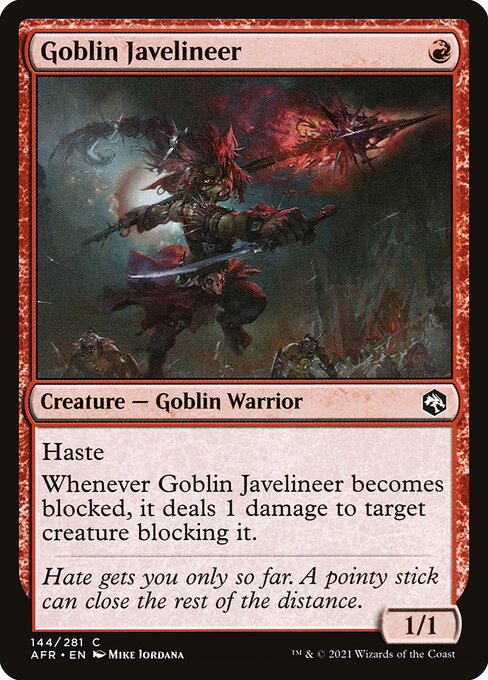 Goblin Javelineer
Creature — Goblin Warrior
Haste
Whenever Goblin Javelineer becomes
blocked, it deals 1 damage to target
creature blocking it.
Hate gets you only so far. A pointy stick
can close the rest of the distance.
1/1
144/281 C
AFR • EN Mike Jordana
™ & © 2021 Wizards of the Coast